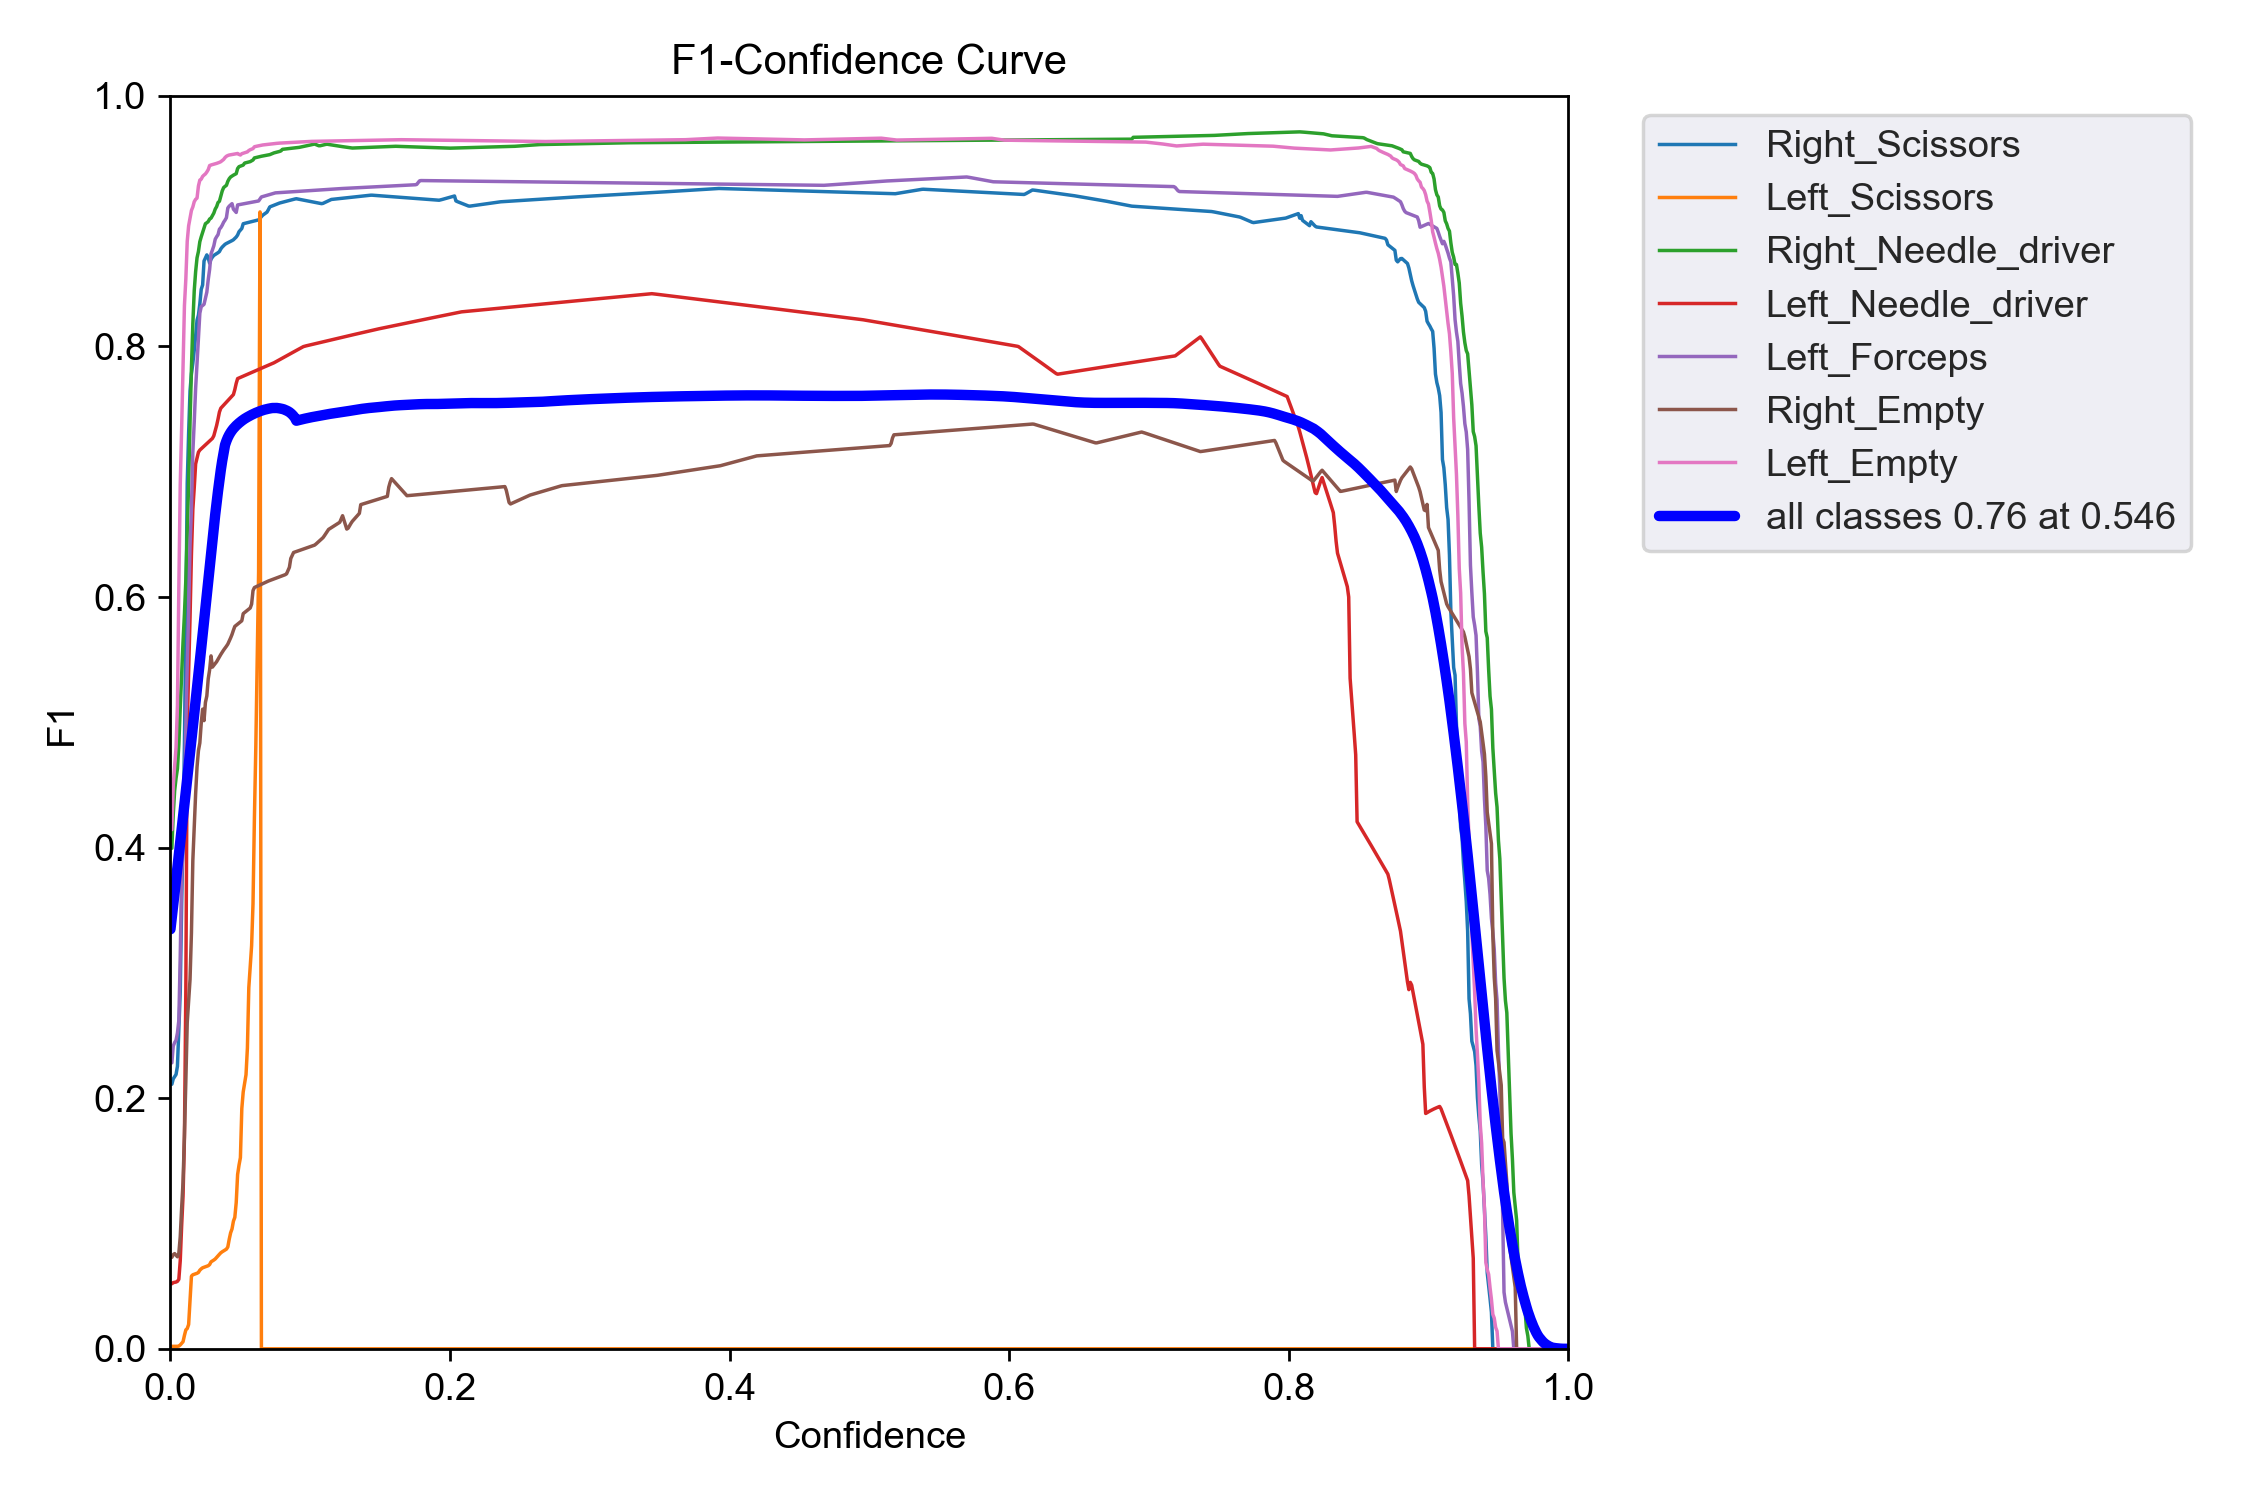 F1-Confidence Curve
1.0
0.8
0.6
0.4
0.2
0.0
F1
0.0 0.2 0.4 0.6 0.8 1.0
Confidence
Right_Scissors
Left_Scissors
Right_Needle_driver
Left_Needle_driver
Left_Forceps
Right_Empty
Left_Empty
all classes 0.76 at 0.546